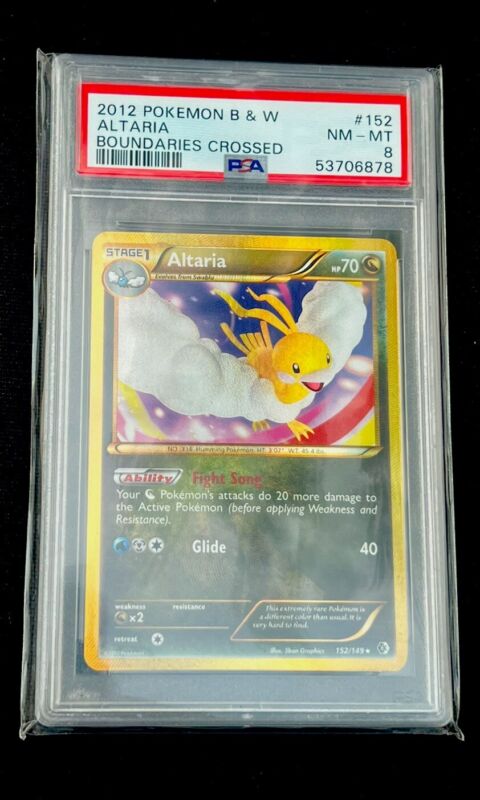 2012 POKEMON B & W #152
ALTARIA NM-MT
BOUNDARIES CROSSED 8
PSA 53706878
STAGE1 Altaria HP70
Evolves from Swablu
NO. 334 Humming Pokémon HT. 3'07" WT. 45.4 lbs.
Ability Fight Song
Your Pokémon's attacks do 20 more damage to
the Active Pokémon (before applying Weakness and
Resistance).
Glide 40
weakness resistance
×2
This extremely rare Pokémon is
a different color than usual. It is
very hard to find.
retreat
Illus. 5ban Graphics 152/149★